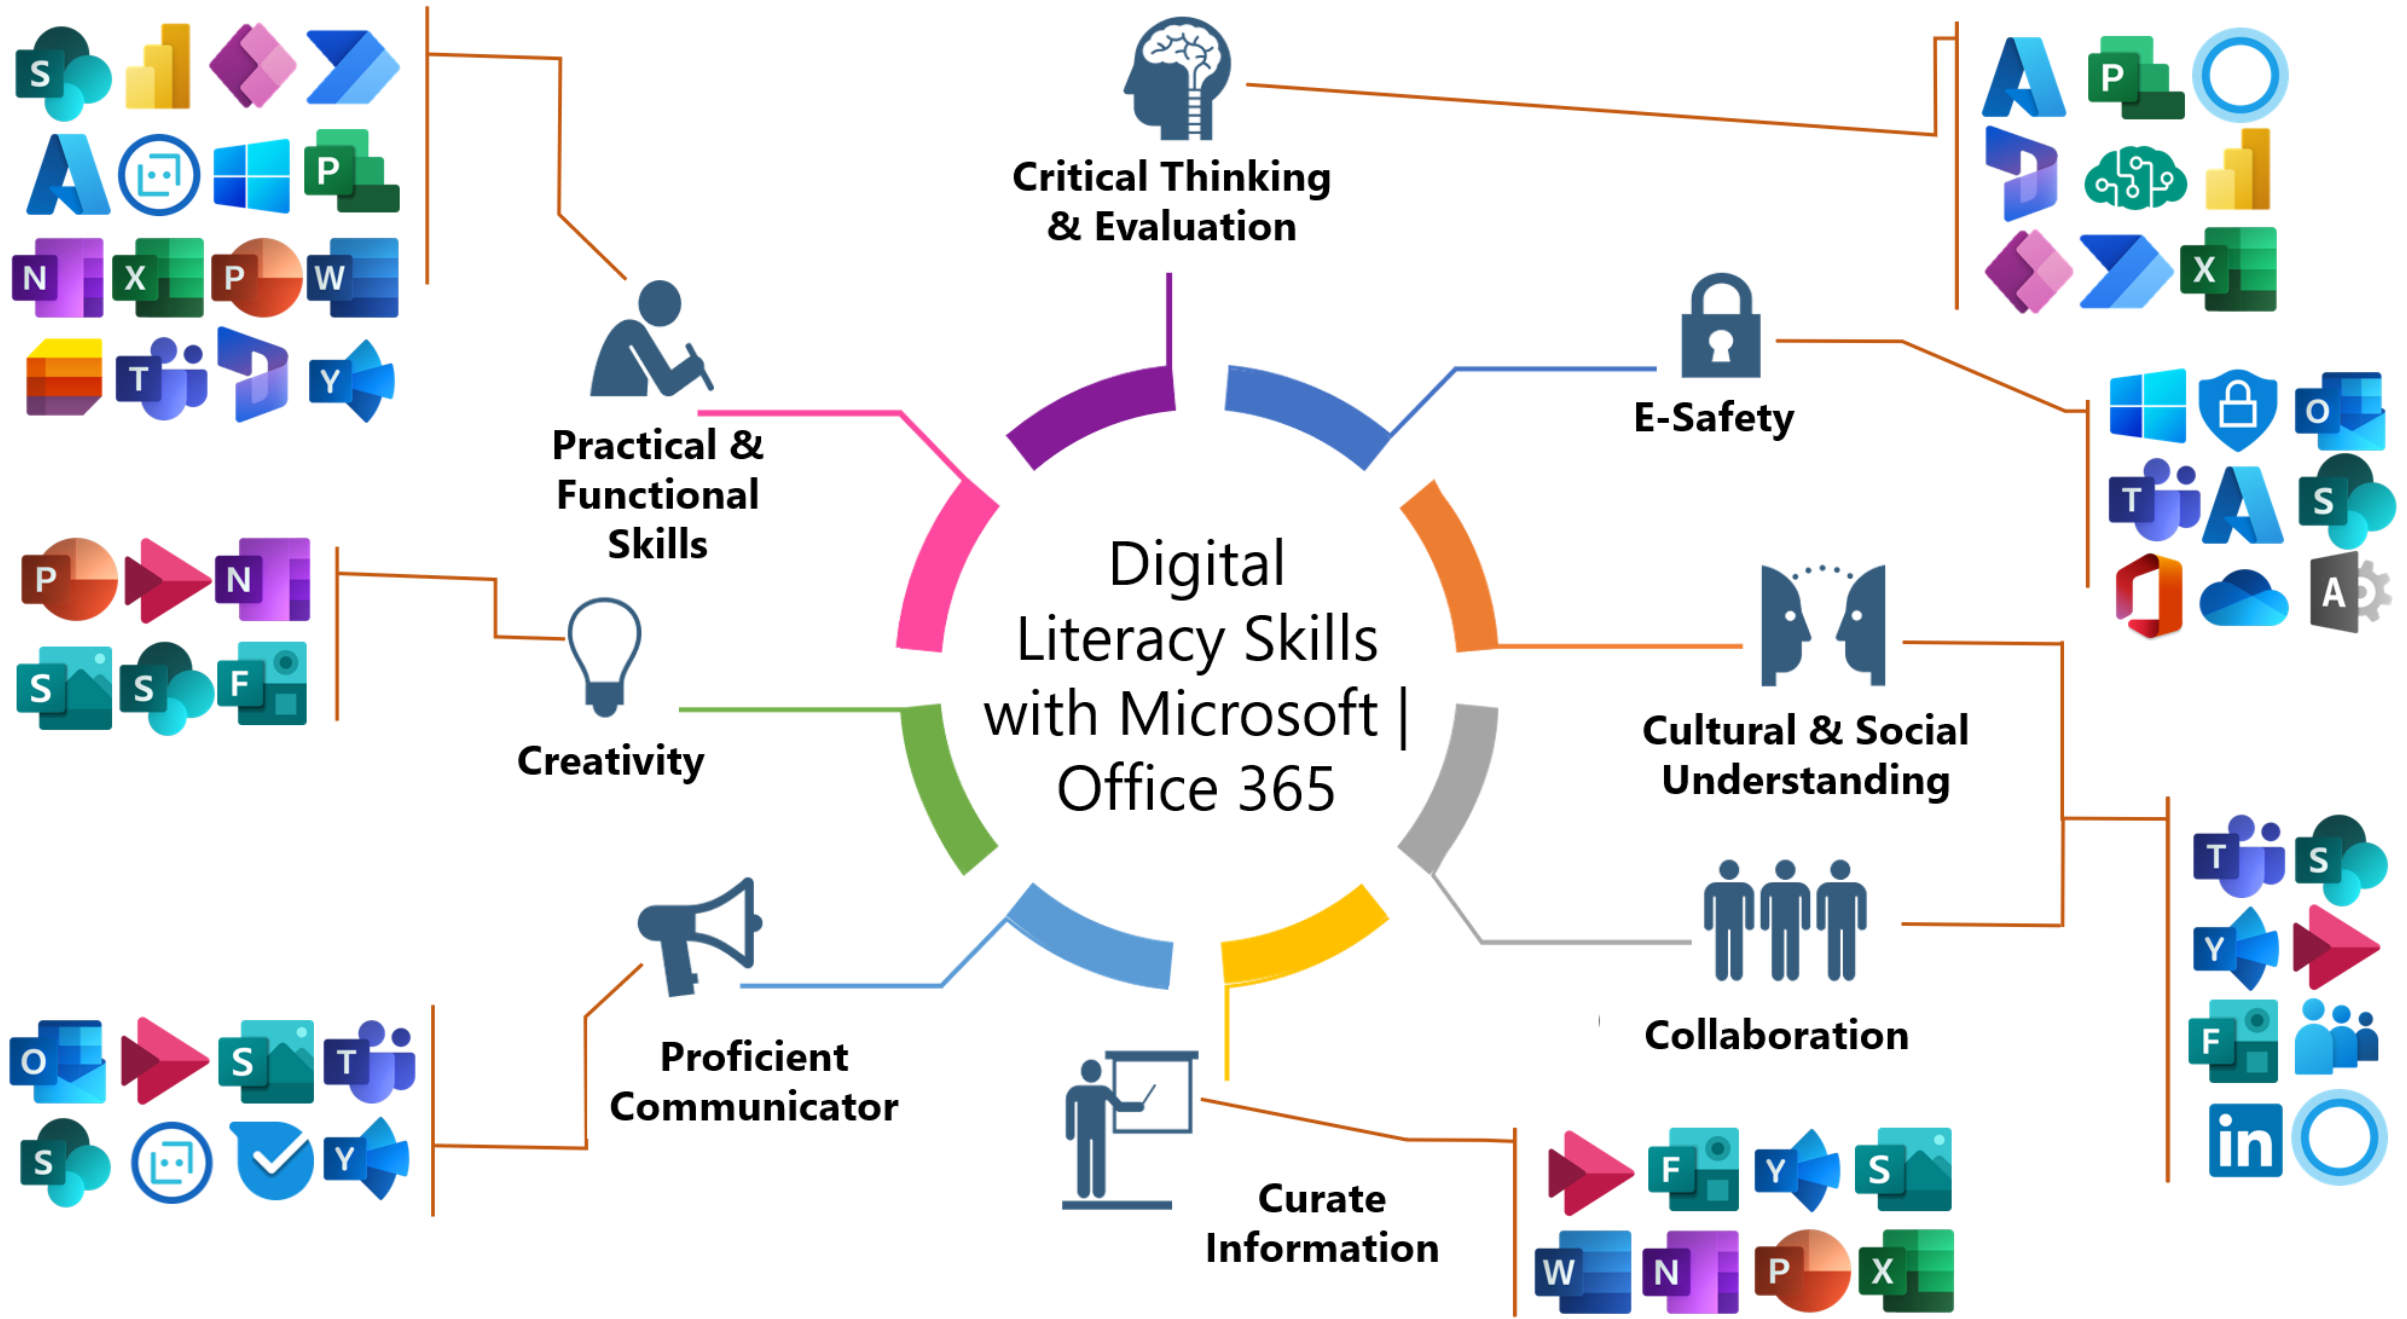 Critical Thinking
& Evaluation
E-Safety
Cultural & Social
Understanding
Collaboration
Curate
Information
Proficient
Communicator
Creativity
Practical &
Functional
Skills
Digital
Literacy Skills
with Microsoft |
Office 365
S
P
N X P W
T Y
P N
S S F
O S T
S Y
P
X
O
T S
A
T S
Y
F
in
F Y S
W N P X